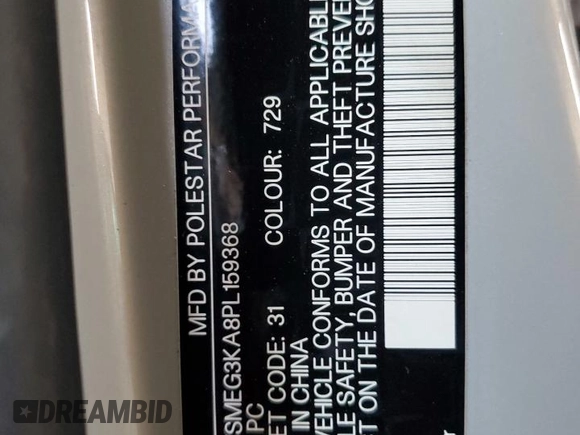 MFD BY POLESTAR PERFORMA
SMEG3KA8PL159368
PC
ET CODE: 31 COLOUR: 729
IN CHINA
VEHICLE CONFORMS TO ALL APPLICABLE
LE SAFETY, BUMPER AND THEFT PREVE
T ON THE DATE OF MANUFACTURE SHO
DREAMBID